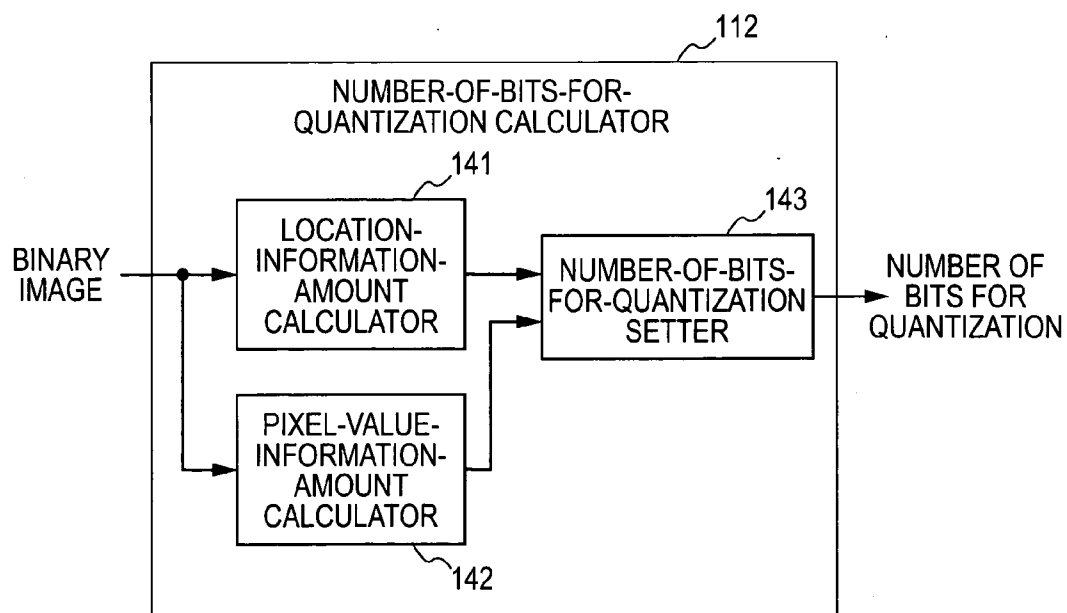 112
NUMBER-OF-BITS-FOR-
QUANTIZATION CALCULATOR
141
LOCATION-
INFORMATION-
AMOUNT
CALCULATOR
143
NUMBER-OF-BITS-
FOR-QUANTIZATION
SETTER
BINARY
IMAGE
NUMBER OF
BITS FOR
QUANTIZATION
PIXEL-VALUE-
INFORMATION-
AMOUNT
CALCULATOR
142